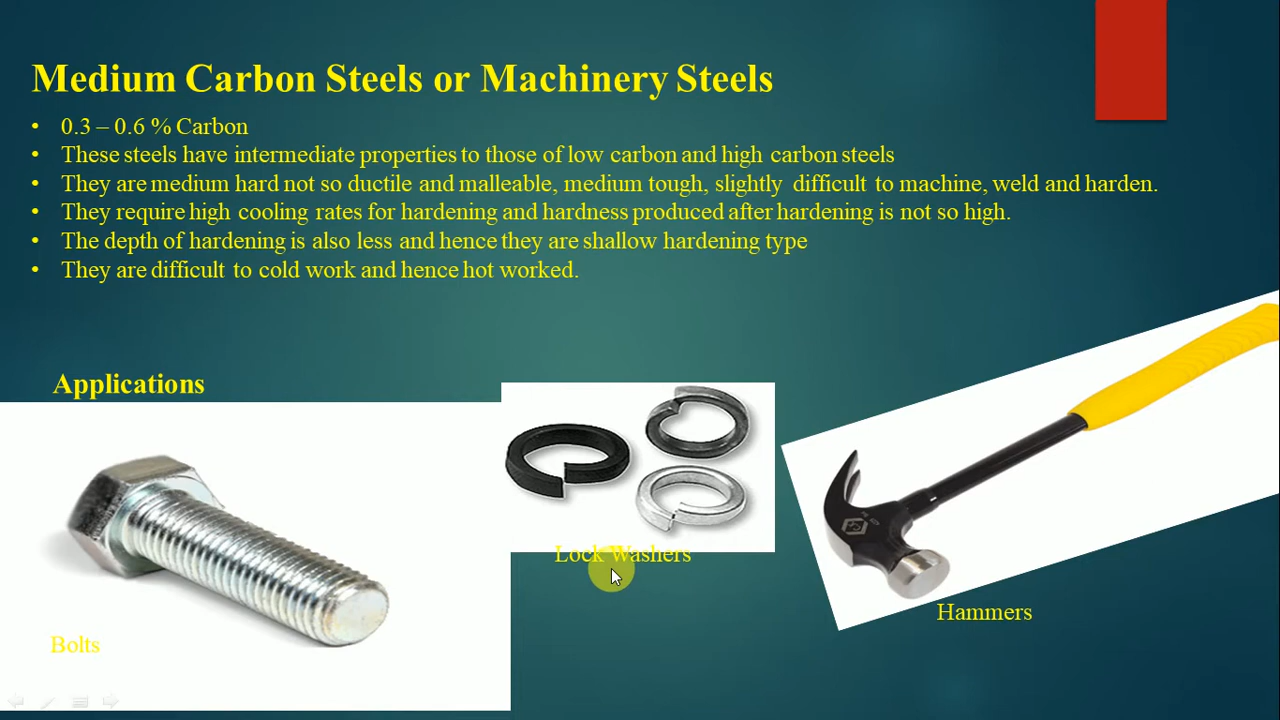 Medium Carbon Steels or Machinery Steels
• 0.3 – 0.6 % Carbon
• These steels have intermediate properties to those of low carbon and high carbon steels
• They are medium hard not so ductile and malleable, medium tough, slightly difficult to machine, weld and harden.
• They require high cooling rates for hardening and hardness produced after hardening is not so high.
• The depth of hardening is also less and hence they are shallow hardening type
• They are difficult to cold work and hence hot worked.
Applications
Lock Washers
Hammers
Bolts